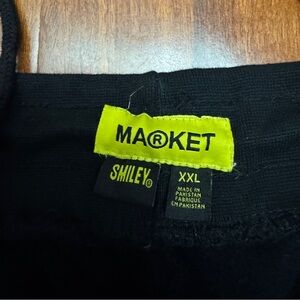 MA®KET
SMILEY®
XXL
MADE IN
PAKISTAN
FABRIQUÉ
EN PAKISTAN